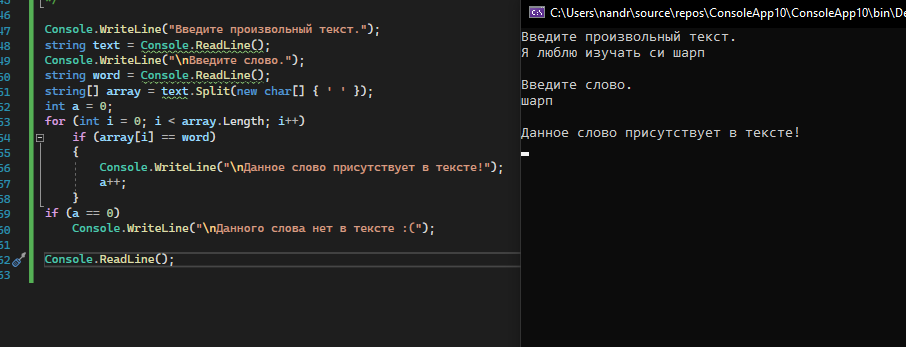 */
46
47 Console.WriteLine("Введите произвольный текст.");
48 string text = Console.ReadLine();
49 Console.WriteLine("\nВведите слово.");
50 string word = Console.ReadLine();
51 string[] array = text.Split(new char[] { ' ' });
52 int a = 0;
53 for (int i = 0; i < array.Length; i++)
54 if (array[i] == word)
55 {
56 Console.WriteLine("\nДанное слово присутствует в тексте!");
57 a++;
58 }
59 if (a == 0)
60 Console.WriteLine("\nДанного слова нет в тексте :(");
61
62 Console.ReadLine();
63
C:\Users\nandr\source\repos\ConsoleApp10\ConsoleApp10\bin\De
Введите произвольный текст.
Я люблю изучать си шарп
Введите слово.
шарп
Данное слово присутствует в тексте!